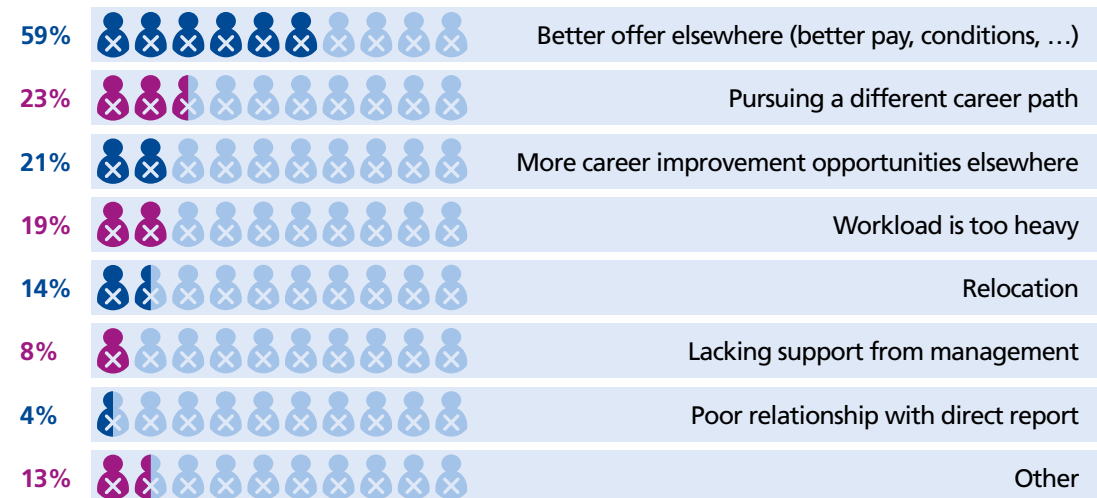 59% Better offer elsewhere (better pay, conditions, …)
23% Pursuing a different career path
21% More career improvement opportunities elsewhere
19% Workload is too heavy
14% Relocation
8% Lacking support from management
4% Poor relationship with direct report
13% Other